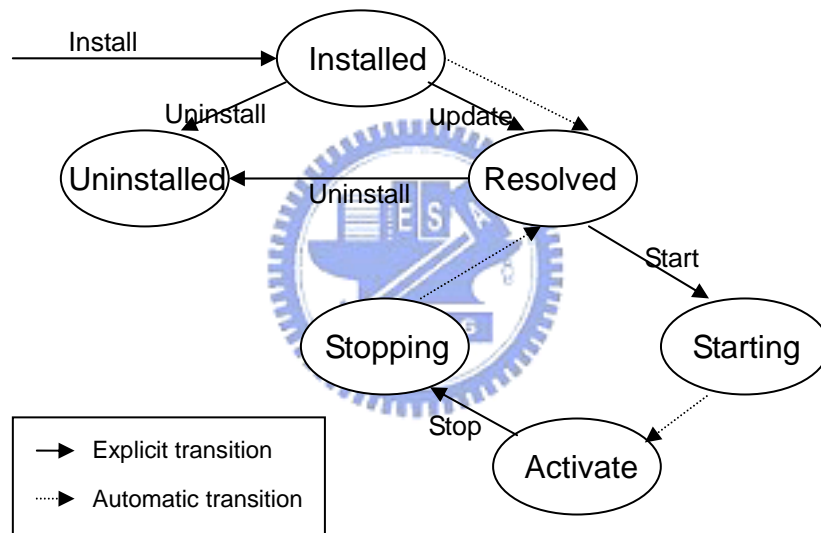 Install
Installed
Uninstall
update
Uninstalled
Resolved
Uninstall
E S A
Start
Stopping
Starting
Stop
Activate
Explicit transition
Automatic transition